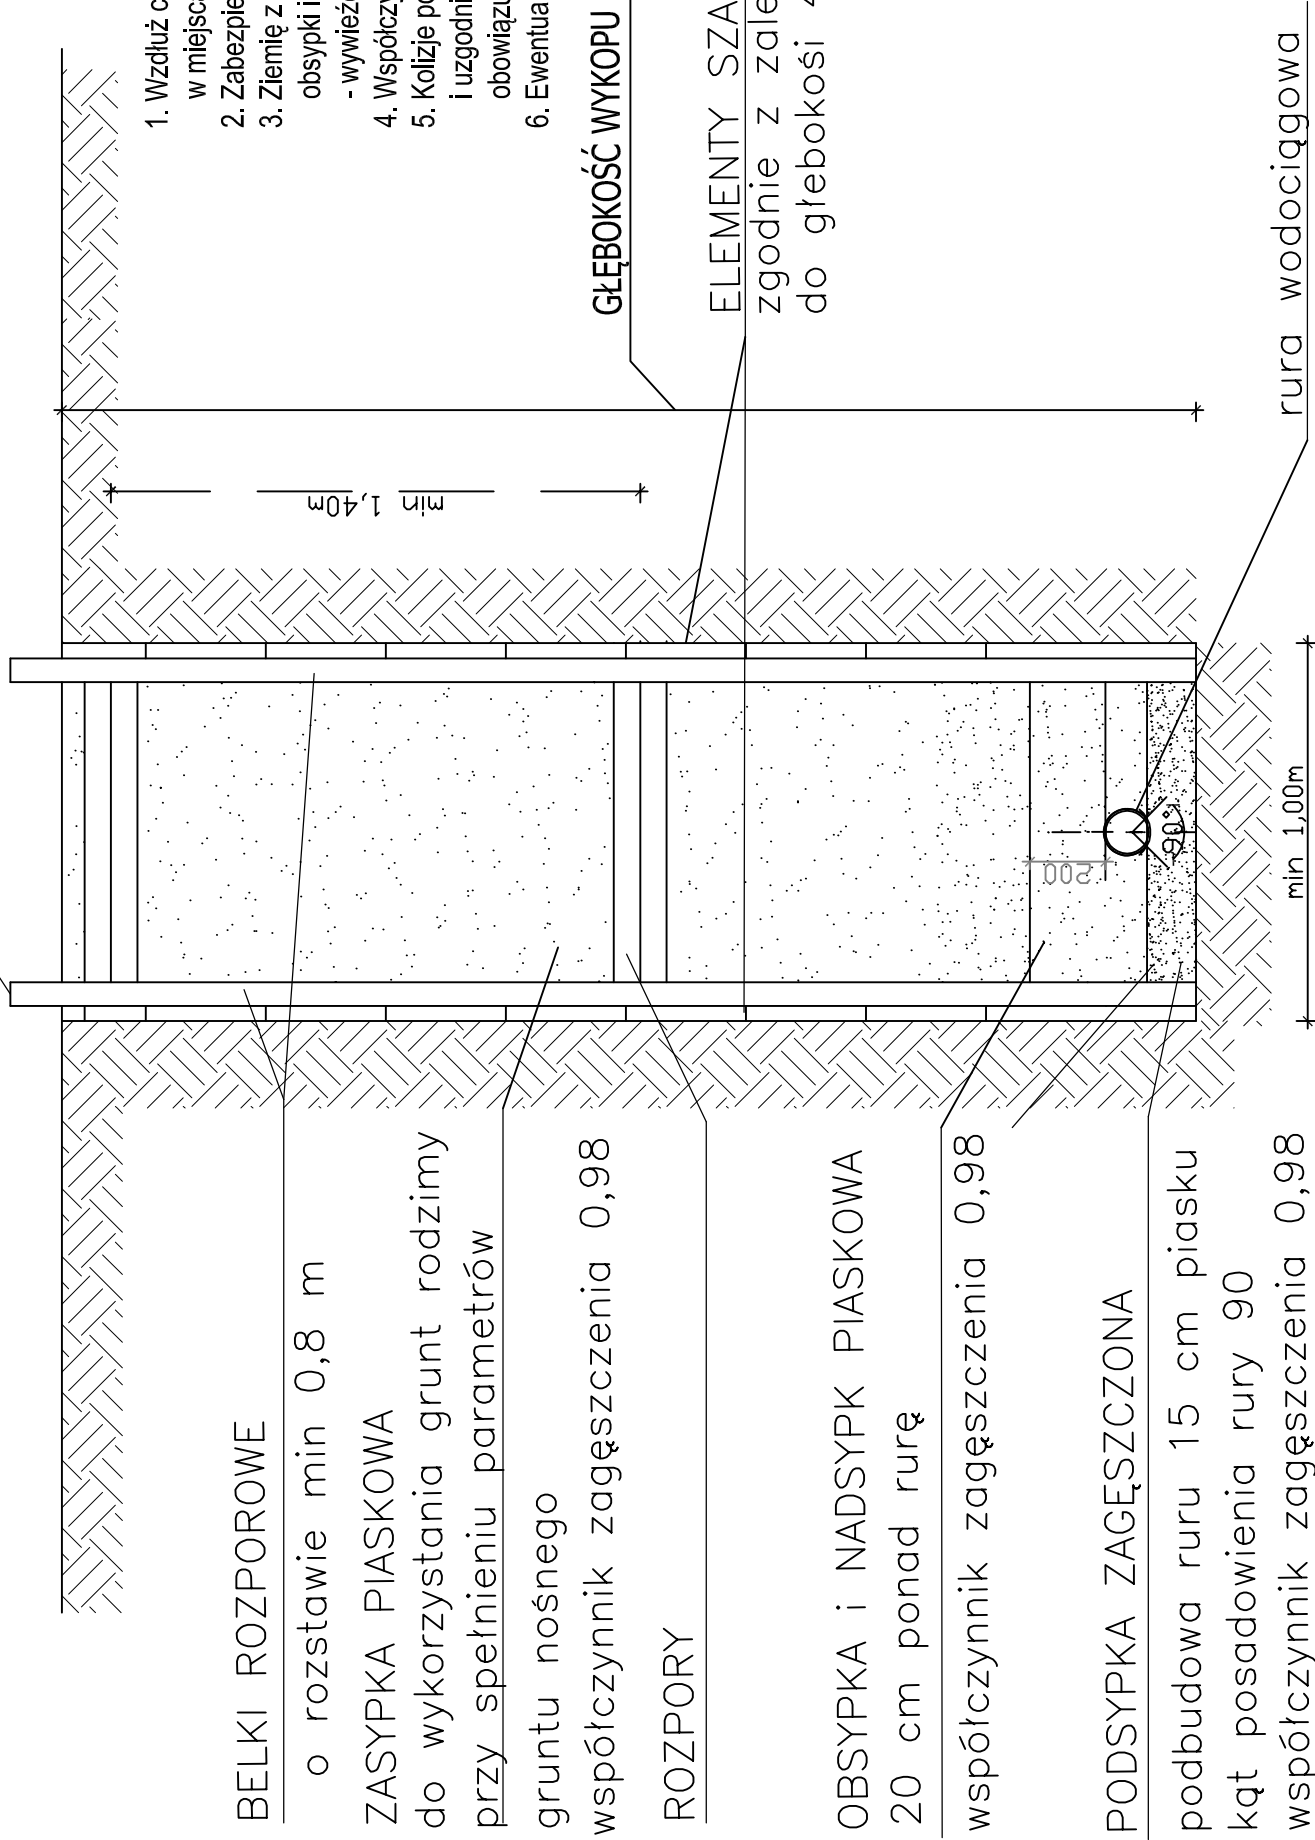 BELKI ROZPOROWE
o rozstawie min 0,8 m
ZASYPKA PIASKOWA
do wykorzystania grunt rodzimy
przy spełnieniu parametrów
gruntu nośnego
współczynnik zagęszczenia 0,98
ROZPORY
OBSYPKA i NADSYPK PIASKOWA
20 cm ponad rurę
współczynnik zagęszczenia 0,98
PODSYPKA ZAGĘSZCZONA
podbudowa ruru 15 cm piasku
kąt posadowienia rury 90
współczynnik zagęszczenia 0,98
200
90°
min 1,00m
min 1,40m
1. Wzdłuż
w miejsc
2. Zabezpie
3. Ziemię z
obsypki i
- wywieź
4. Współczy
5. Kolizje po
i uzgodni
obowiązu
6. Ewentua
GŁĘBOKOŚĆ WYKOPU
ELEMENTY SZA
zgodnie z zale
do głebokośi
rura wodociągowa